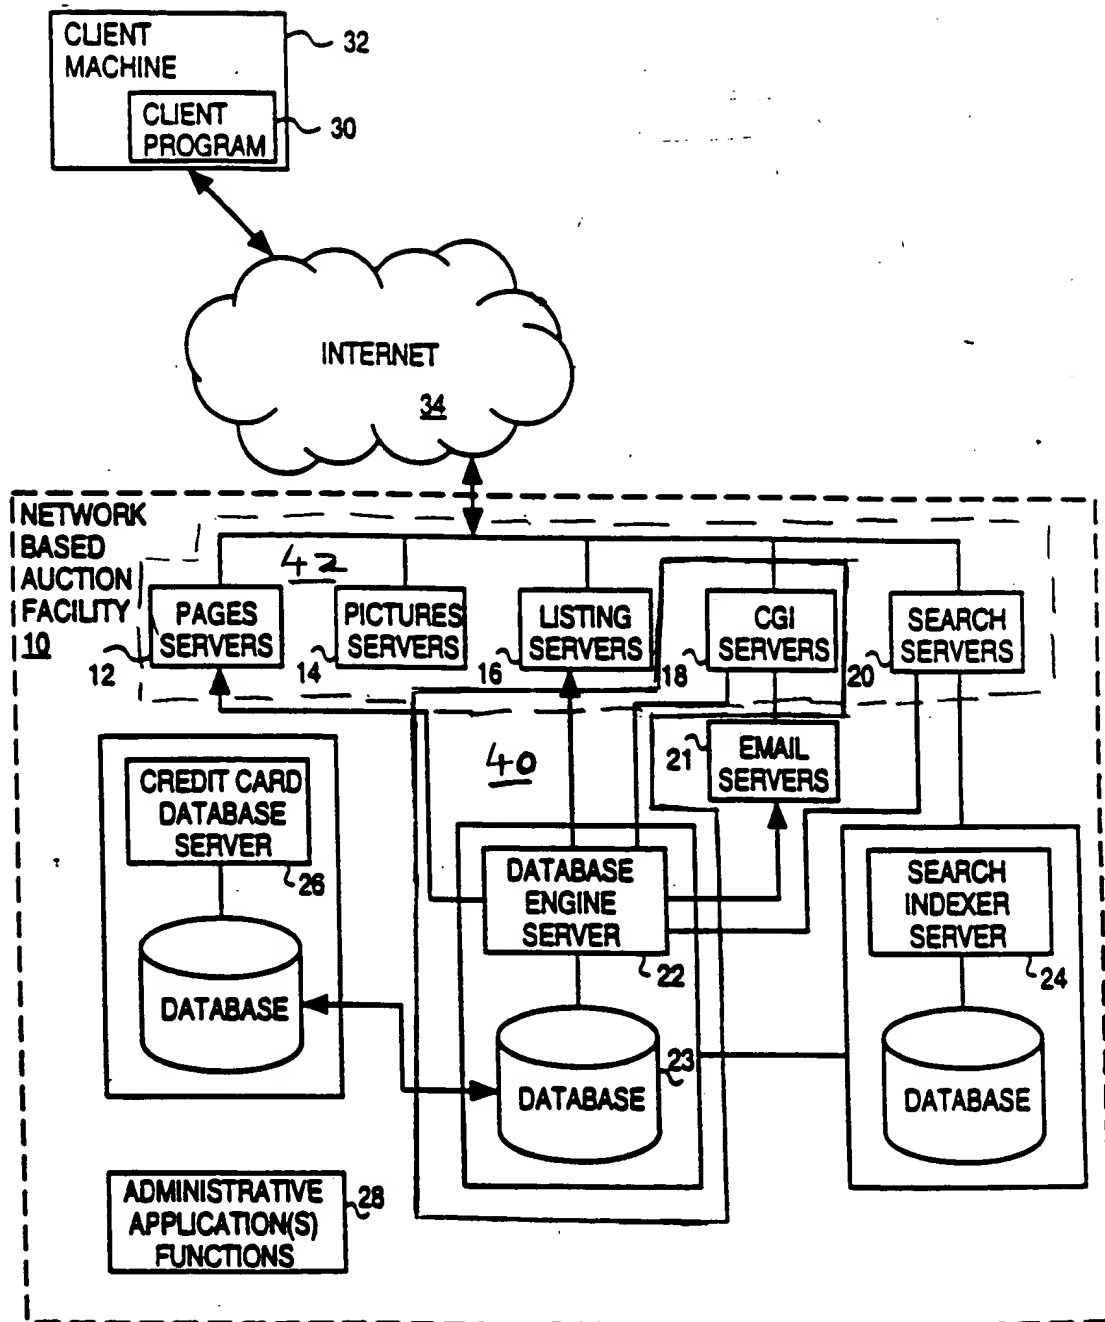 CLIENT
MACHINE
32
CLIENT
PROGRAM
30
INTERNET
34
NETWORK
BASED
AUCTION
FACILITY
10
42
PAGES
SERVERS
12
PICTURES
SERVERS
14
LISTING
SERVERS
16
CGI
SERVERS
18
SEARCH
SERVERS
20
40
21
EMAIL
SERVERS
CREDIT CARD
DATABASE
SERVER
26
DATABASE
ENGINE
SERVER
22
SEARCH
INDEXER
SERVER
24
DATABASE
23
DATABASE
DATABASE
ADMINISTRATIVE
APPLICATION(S)
FUNCTIONS
28